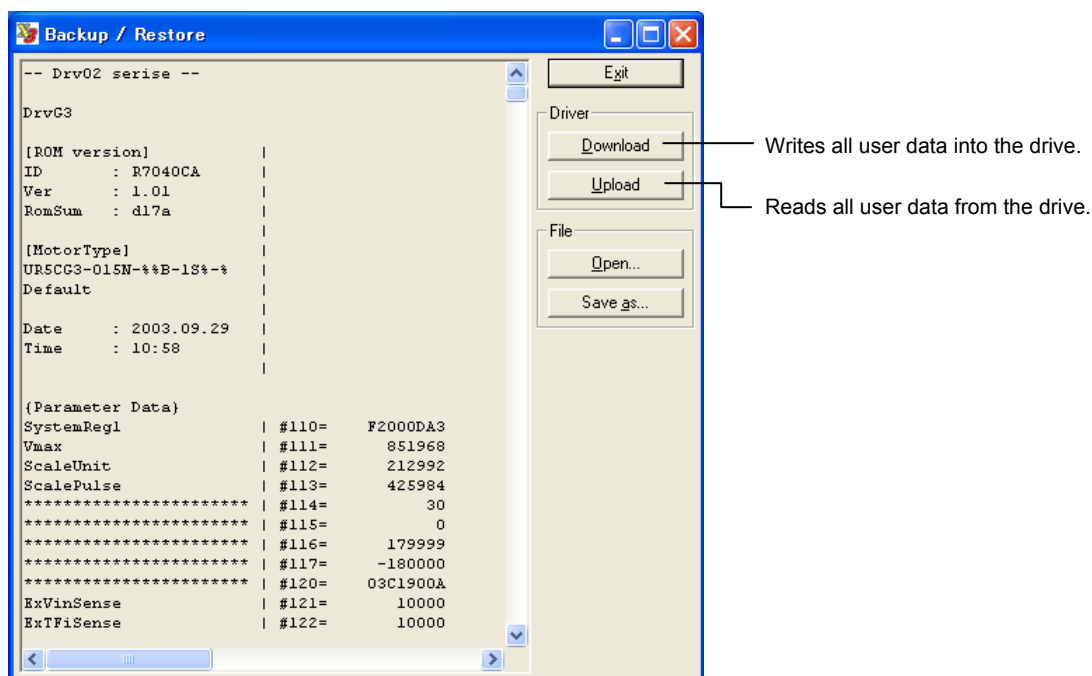 Backup / Restore
-- Drv02 serise --
DrvG3
[ROM version] |
ID : R7040CA |
Ver : 1.01 |
RomSum : d17a |
|
[MotorType] |
UR5CG3-015N-%%B-1S%-% |
Default |
|
Date : 2003.09.29 |
Time : 10:58 |
|
{Parameter Data}
SystemReg1 | #110= F2000DA3
Vmax | #111= 851968
ScaleUnit | #112= 212992
ScalePulse | #113= 425984
*********************** | #114= 30
*********************** | #115= 0
*********************** | #116= 179999
*********************** | #117= -180000
*********************** | #120= 03C1900A
ExVinSense | #121= 10000
ExTFiSense | #122= 10000
Exit
Driver
Download
Writes all user data into the drive.
Upload
Reads all user data from the drive.
File
Open...
Save as...